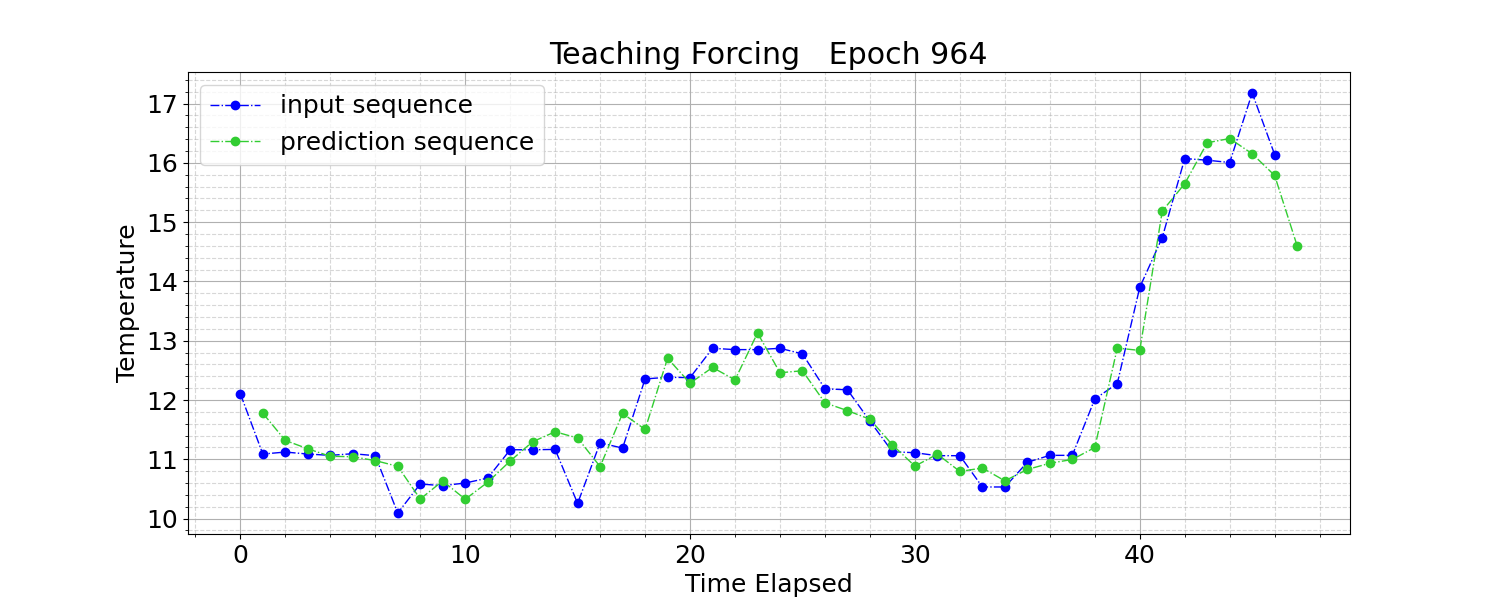 Teaching Forcing   Epoch 964
input sequence
prediction sequence
Temperature
17
16
15
14
13
12
11
10
0 10 20 30 40
Time Elapsed